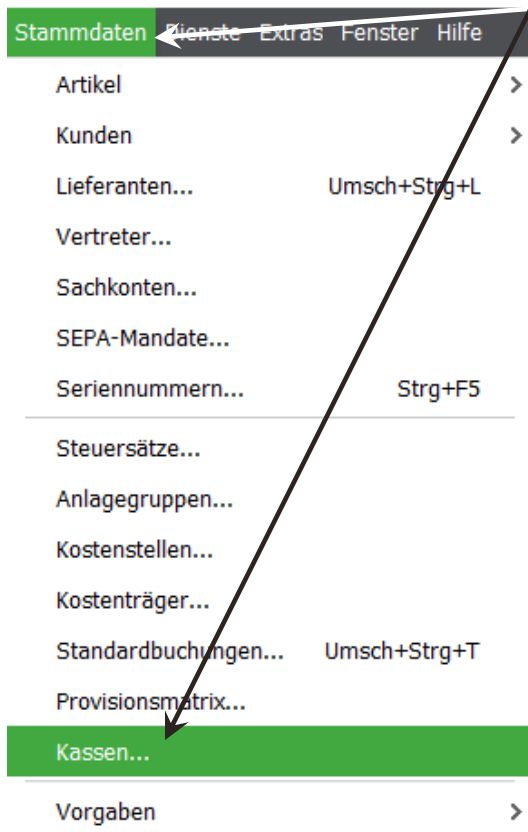 Stammdaten Dienste Extras Fenster Hilfe
Artikel
Kunden
Lieferanten... Umsch+Strg+L
Vertreter...
Sachkonten...
SEPA-Mandate...
Seriennummern... Strg+F5
Steuersätze...
Anlagegruppen...
Kostenstellen...
Kostenträger...
Standardbuchungen... Umsch+Strg+T
Provisionsmatrix...
Kassen...
Vorgaben